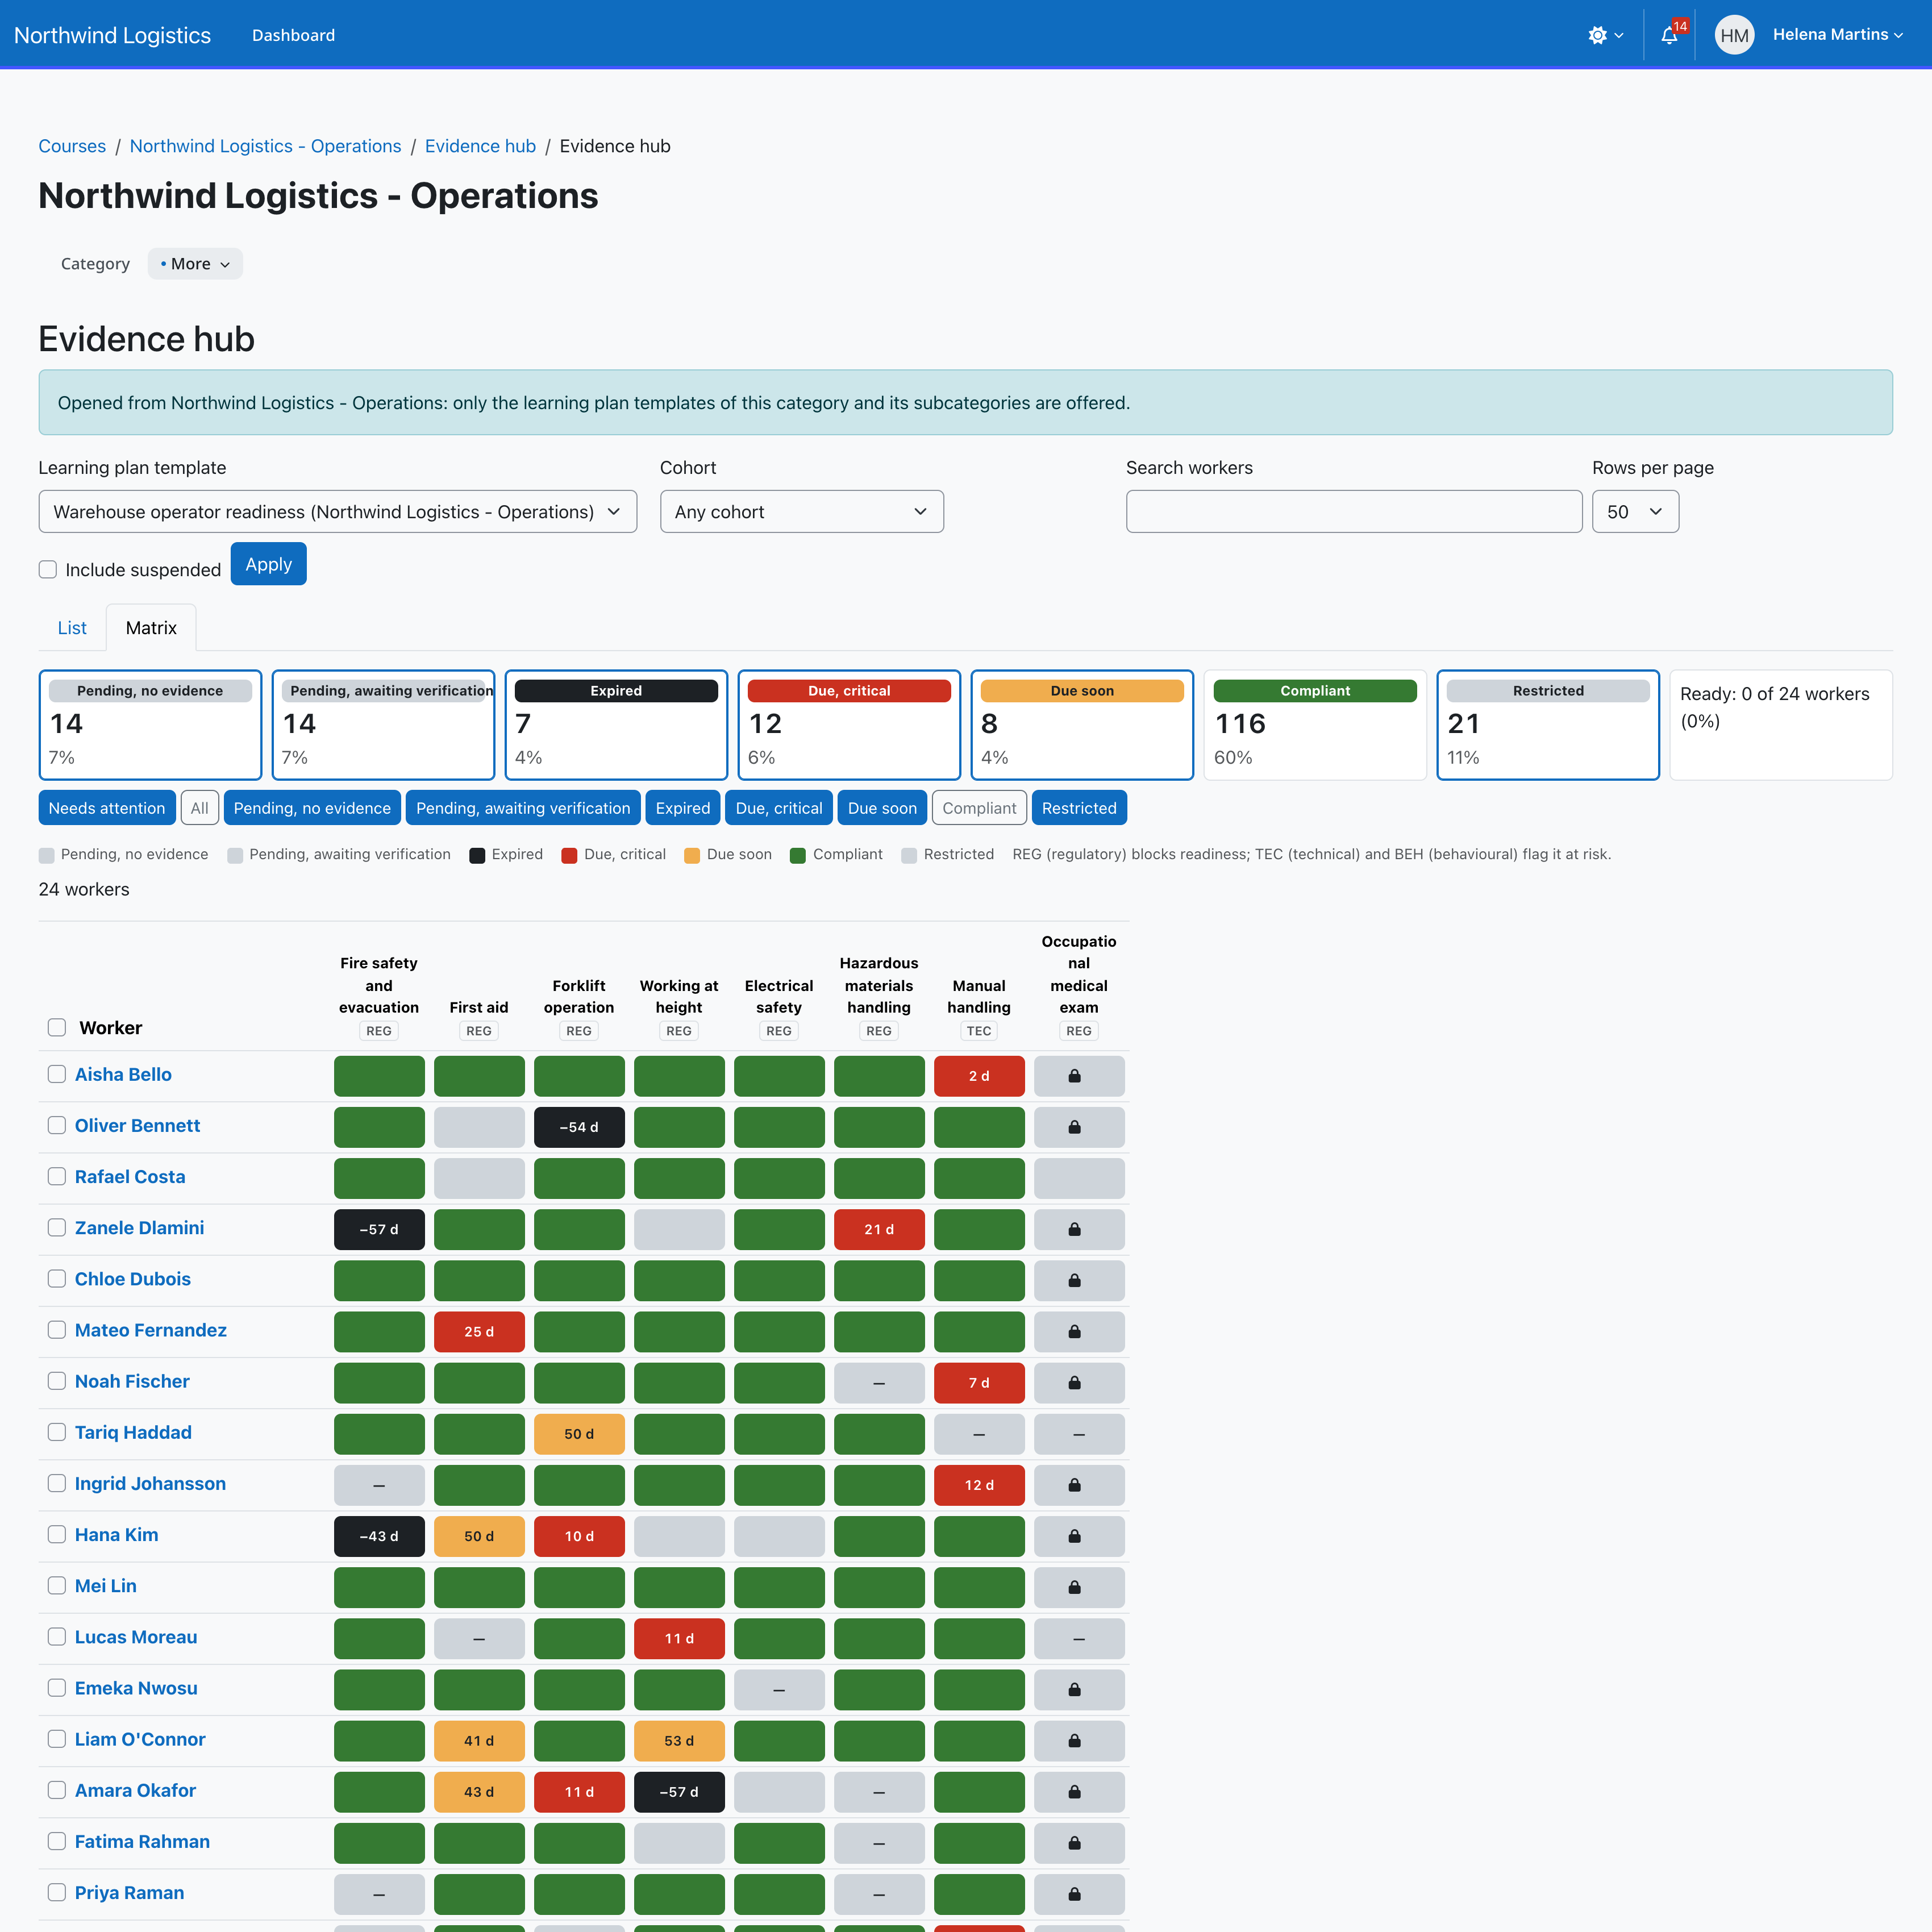 Northwind Logistics
Dashboard
14
HM
Helena Martins
Courses / Northwind Logistics - Operations / Evidence hub / Evidence hub
Northwind Logistics - Operations
Category
• More
Evidence hub
Opened from Northwind Logistics - Operations: only the learning plan templates of this category and its subcategories are offered.
Learning plan template
Cohort
Search workers
Rows per page
Warehouse operator readiness (Northwind Logistics - Operations)
Any cohort
50
Include suspended
Apply
List
Matrix
Pending, no evidence
14
7%
Pending, awaiting verification
14
7%
Expired
7
4%
Due, critical
12
6%
Due soon
8
4%
Compliant
116
60%
Restricted
21
11%
Ready: 0 of 24 workers
(0%)
Needs attention
All
Pending, no evidence
Pending, awaiting verification
Expired
Due, critical
Due soon
Compliant
Restricted
Pending, no evidence
Pending, awaiting verification
Expired
Due, critical
Due soon
Compliant
Restricted
REG (regulatory) blocks readiness; TEC (technical) and BEH (behavioural) flag it at risk.
24 workers
Worker
Fire safety
and
evacuation
REG
First aid
REG
Forklift
operation
REG
Working at
height
REG
Electrical
safety
REG
Hazardous
materials
handling
REG
Manual
handling
TEC
Occupatio
nal
medical
exam
REG
Aisha Bello 2 d
Oliver Bennett −54 d
Rafael Costa
Zanele Dlamini −57 d 21 d
Chloe Dubois
Mateo Fernandez 25 d
Noah Fischer — 7 d
Tariq Haddad 50 d — —
Ingrid Johansson — 12 d
Hana Kim −43 d 50 d 10 d
Mei Lin
Lucas Moreau — 11 d —
Emeka Nwosu —
Liam O'Connor 41 d 53 d
Amara Okafor 43 d 11 d −57 d —
Fatima Rahman —
Priya Raman — —